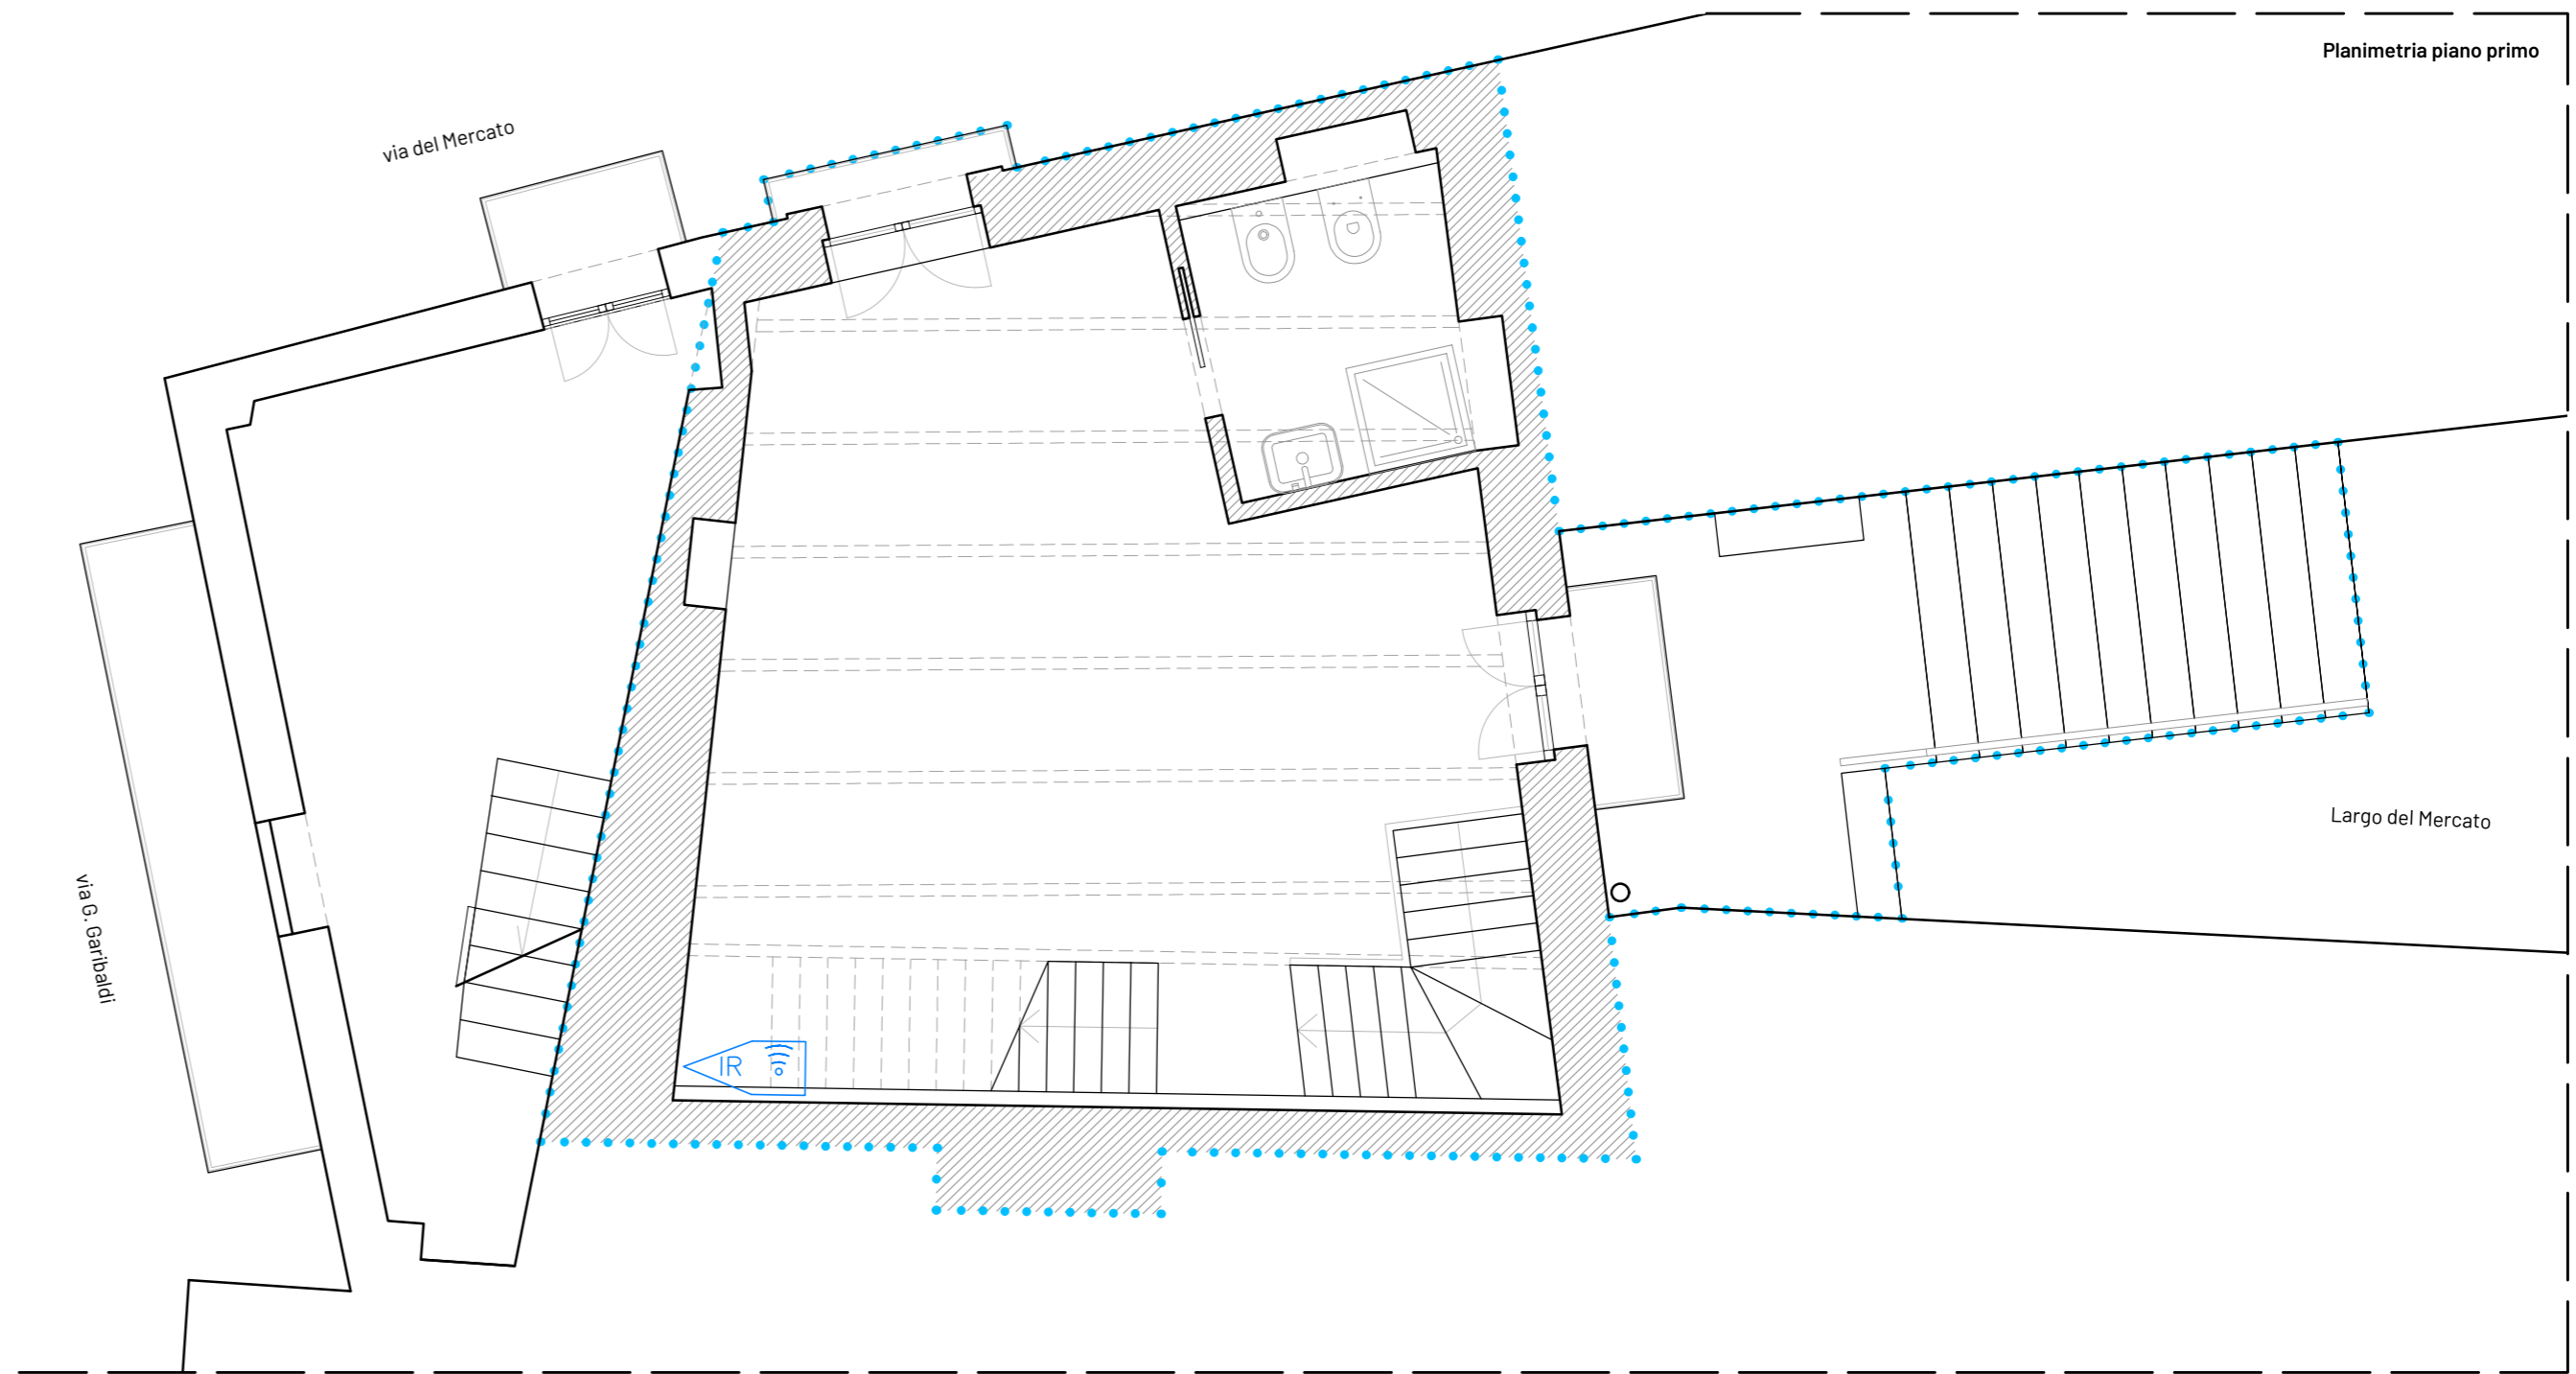 Planimetria piano primo
via del Mercato
Largo del Mercato
via G. Garibaldi
IR